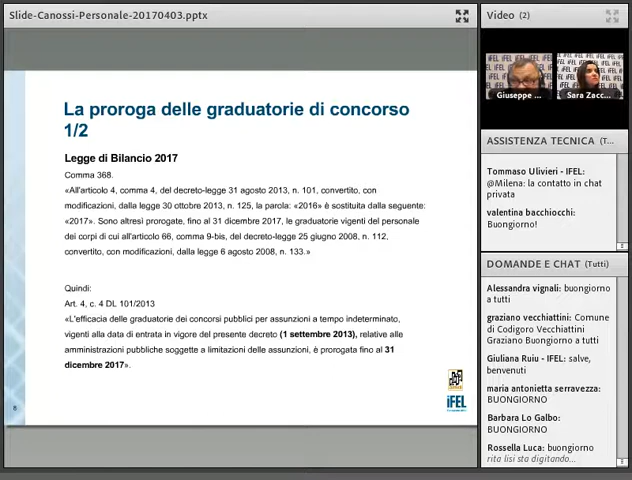 Slide-Canossi-Personale-20170403.pptx
La proroga delle graduatorie di concorso
1/2
Legge di Bilancio 2017
Comma 368.
«All'articolo 4, comma 4, del decreto-legge 31 agosto 2013, n. 101, convertito, con
modificazioni, dalla legge 30 ottobre 2013, n. 125, la parola: «2016» è sostituita dalla seguente:
«2017». Sono altresì prorogate, fino al 31 dicembre 2017, le graduatorie vigenti del personale
dei corpi di cui all'articolo 66, comma 9-bis, del decreto-legge 25 giugno 2008, n. 112,
convertito, con modificazioni, dalla legge 6 agosto 2008, n. 133.»
Quindi:
Art. 4, c. 4 DL 101/2013
«L'efficacia delle graduatorie dei concorsi pubblici per assunzioni a tempo indeterminato,
vigenti alla data di entrata in vigore del presente decreto (1 settembre 2013), relative alle
amministrazioni pubbliche soggette a limitazioni delle assunzioni, è prorogata fino al 31
dicembre 2017».
IFEL
Video (2)
Giuseppe ...
Sara Zacc...
ASSISTENZA TECNICA (T...
Tommaso Ulivieri - IFEL:
@Milena: la contatto in chat
privata
valentina bacchiocchi:
Buongiorno!
DOMANDE E CHAT (Tutti)
Alessandra vignali: buongiorno
a tutti
graziano vecchiattini: Comune
di Codigoro Vecchiattini
Graziano Buongiorno a tutti
Giuliana Ruiu - IFEL: salve,
benvenuti
maria antonietta serravezza:
BUONGIORNO
Barbara Lo Galbo:
BUONGIORNO
Rossella Luca: buongiorno
rita lisi sta digitando...